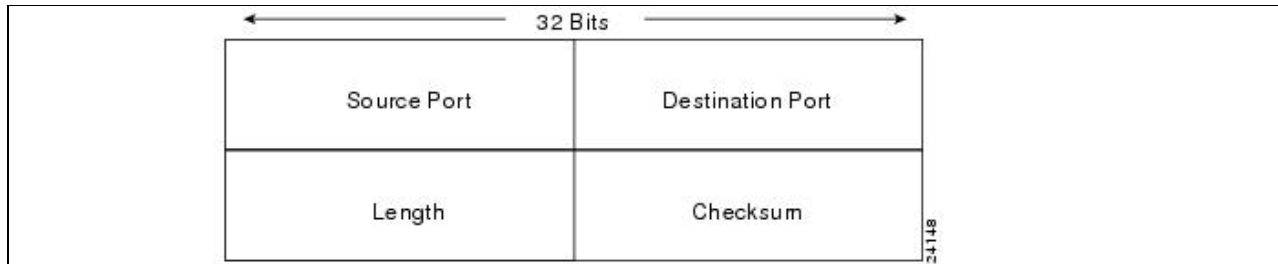 32 Bits
Source Port
Destination Port
Length
Checksum
24148